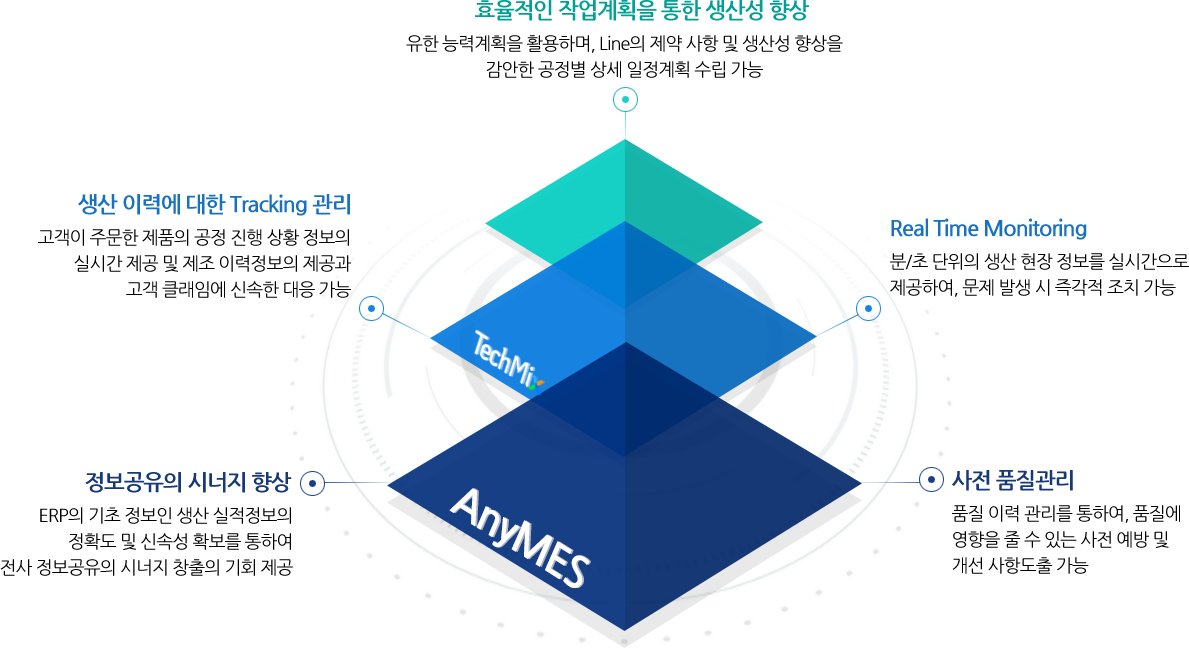 효율적인 작업계획을 통한 생산성 향상
유한 능력계획을 활용하며, Line의 제약 사항 및 생산성 향상을
감안한 공정별 상세 일정계획 수립 가능
생산 이력에 대한 Tracking 관리
고객이 주문한 제품의 공정 진행 상황 정보의
실시간 제공 및 제조 이력정보의 제공과
고객 클래임에 신속한 대응 가능
Real Time Monitoring
분/초 단위의 생산 현장 정보를 실시간으로
제공하여, 문제 발생 시 즉각적 조치 가능
TechMix
정보공유의 시너지 향상
ERP의 기초 정보인 생산 실적정보의
정확도 및 신속성 확보를 통하여
전사 정보공유의 시너지 창출의 기회 제공
사전 품질관리
품질 이력 관리를 통하여, 품질에
영향을 줄 수 있는 사전 예방 및
개선 사항도출 가능
AnyMES